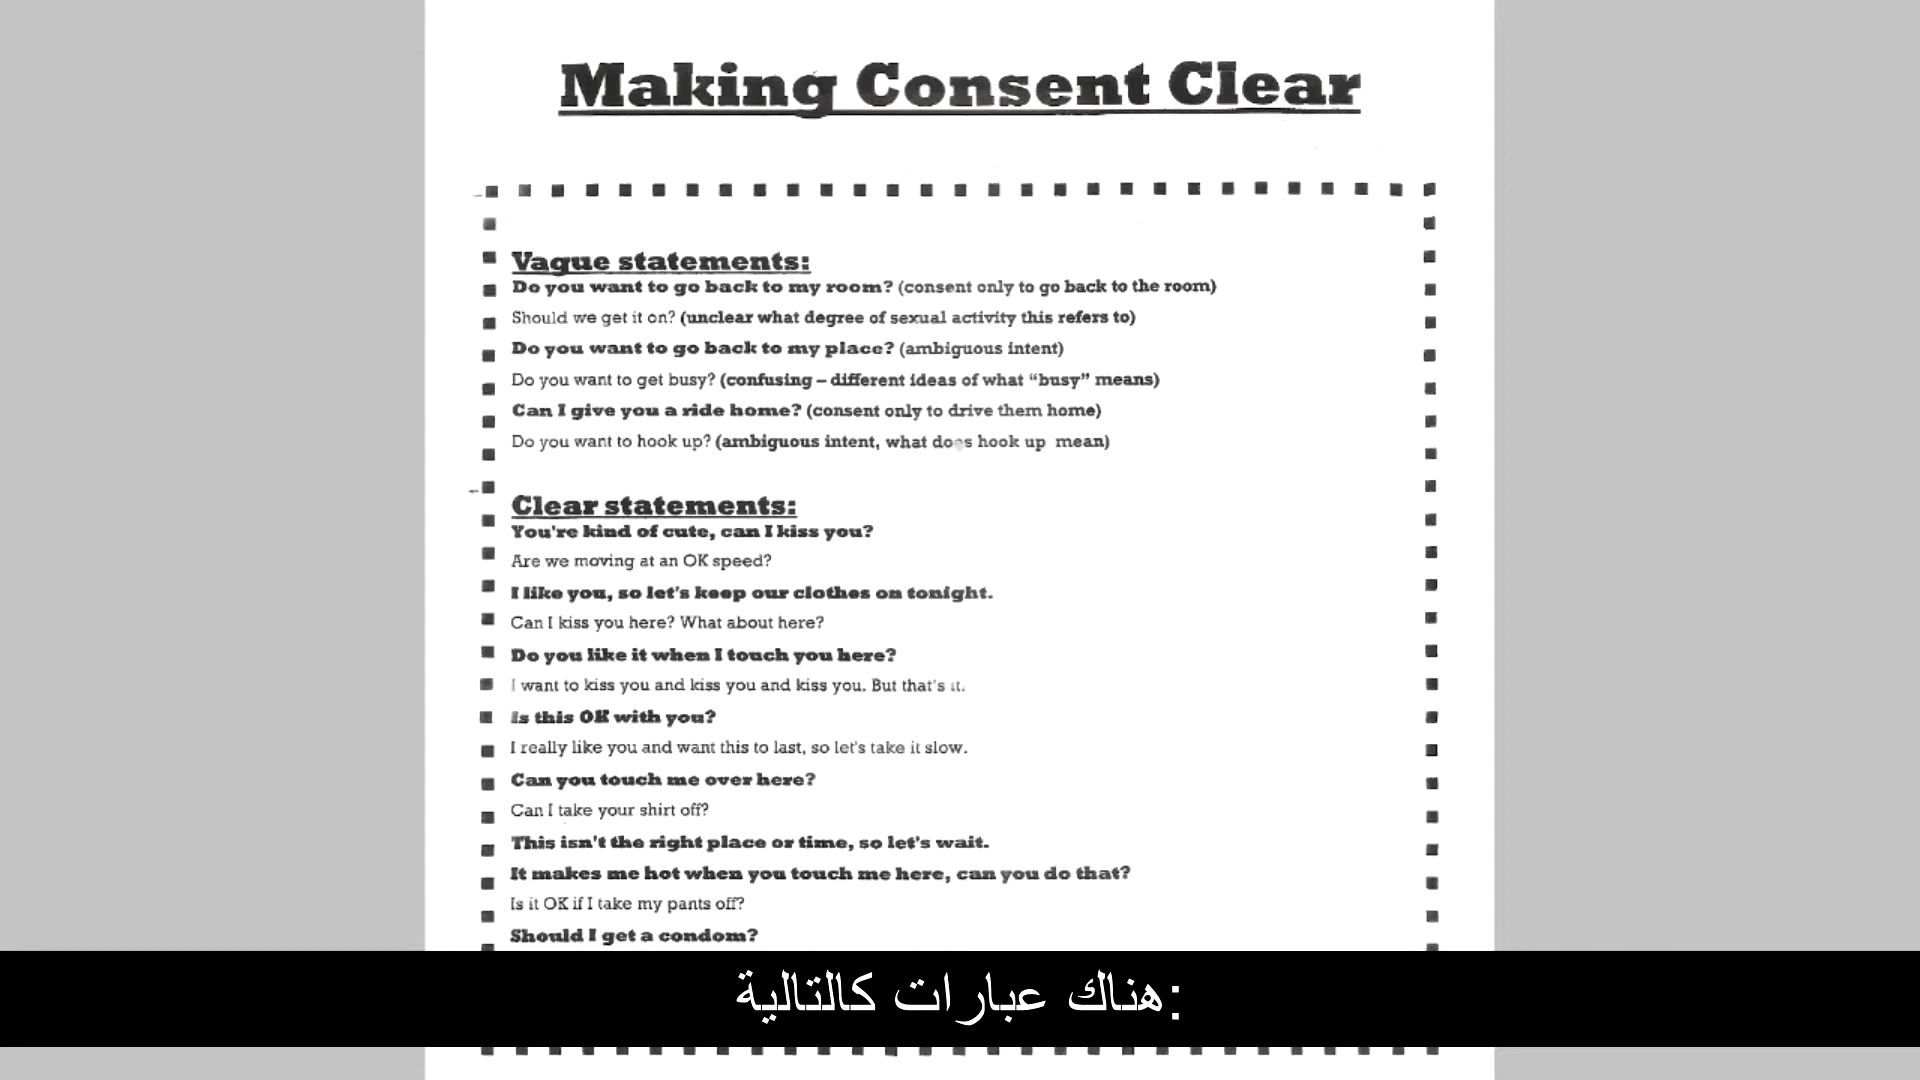 Making Consent Clear
Vague statements:
Do you want to go back to my room? (consent only to go back to the room)
Should we get it on? (unclear what degree of sexual activity this refers to)
Do you want to go back to my place? (ambiguous intent)
Do you want to get busy? (confusing – different ideas of what “busy” means)
Can I give you a ride home? (consent only to drive them home)
Do you want to hook up? (ambiguous intent, what does hook up mean)
Clear statements:
You're kind of cute, can I kiss you?
Are we moving at an OK speed?
I like you, so let's keep our clothes on tonight.
Can I kiss you here? What about here?
Do you like it when I touch you here?
I want to kiss you and kiss you and kiss you. But that's it.
Is this OK with you?
I really like you and want this to last, so let's take it slow.
Can you touch me over here?
Can I take your shirt off?
This isn't the right place or time, so let's wait.
It makes me hot when you touch me here, can you do that?
Is it OK if I take my pants off?
Should I get a condom?
هناك عبارات كالتالية: